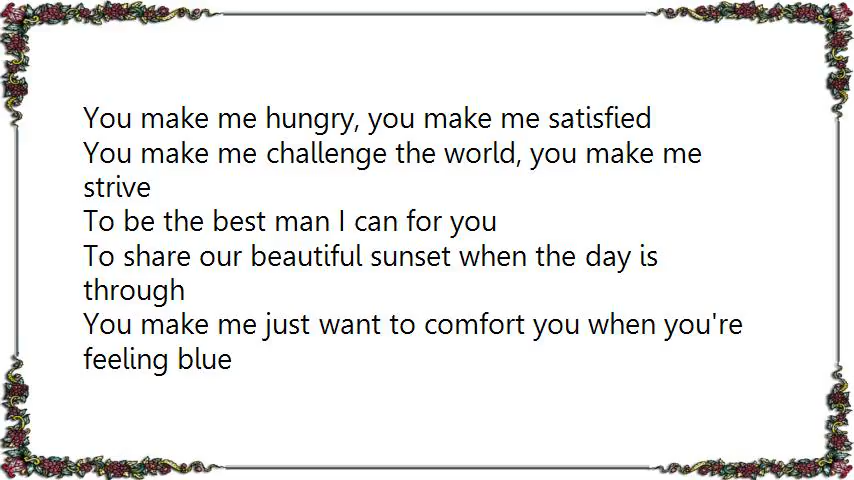 You make me hungry, you make me satisfied
You make me challenge the world, you make me
strive
To be the best man I can for you
To share our beautiful sunset when the day is
through
You make me just want to comfort you when you're
feeling blue